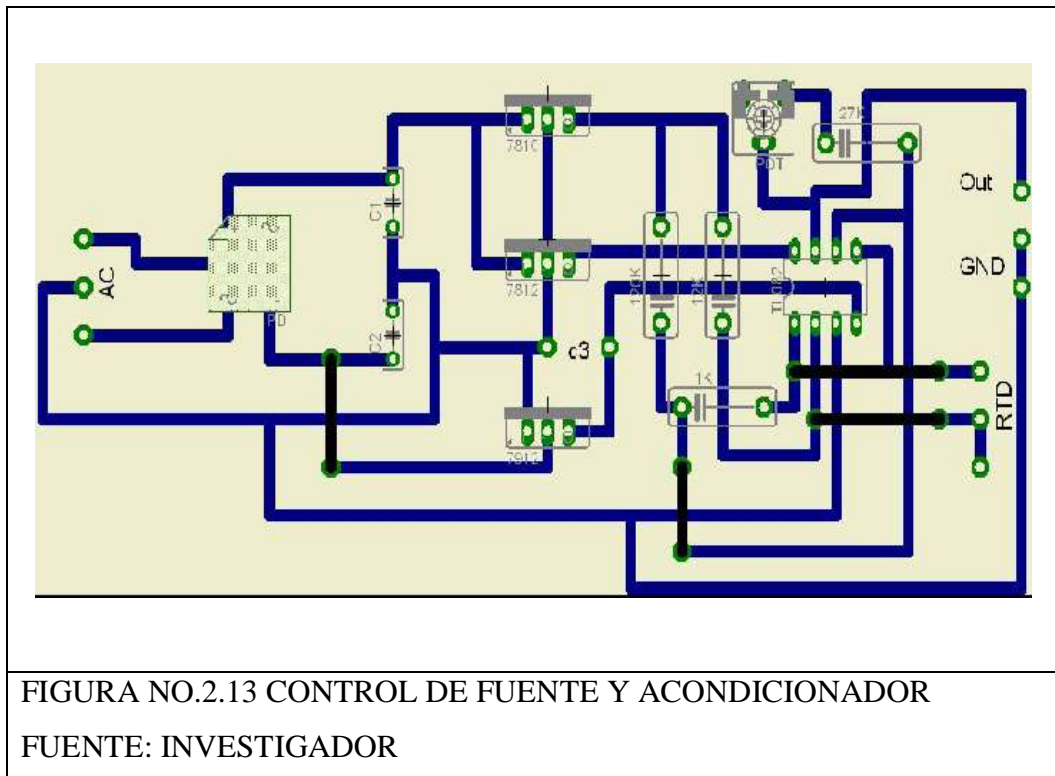 7810
27K
PDT
Out
C1
AC
GND
7812
120K
12K
TL082
PD
C2
c3
1K
RTD
7912
FIGURA NO.2.13 CONTROL DE FUENTE Y ACONDICIONADOR
FUENTE: INVESTIGADOR